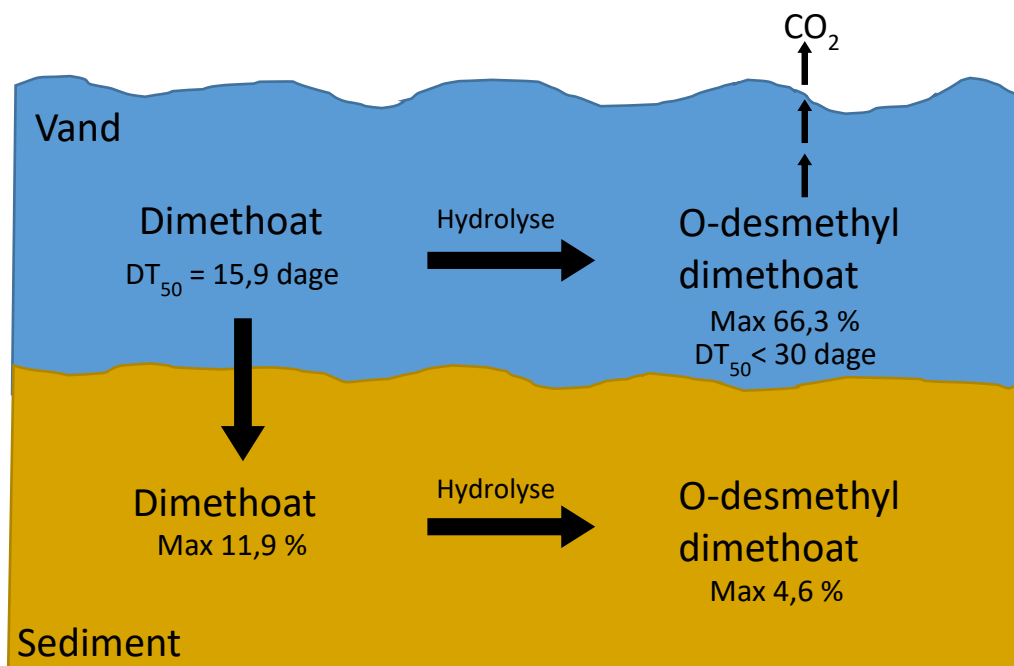 CO₂
Vand
Dimethoat
DT₅₀ = 15,9 dage
Hydrolyse
O-desmethyl
dimethoat
Max 66,3 %
DT₅₀< 30 dage
Dimethoat
Max 11,9 %
Hydrolyse
O-desmethyl
dimethoat
Max 4,6 %
Sediment